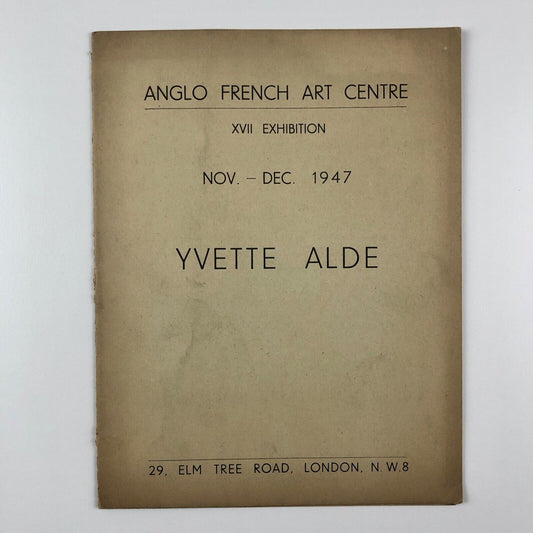 ANGLO FRENCH ART CENTRE
XVII EXHIBITION
NOV. – DEC. 1947
YVETTE ALDE
29, ELM TREE ROAD, LONDON, N.W.8